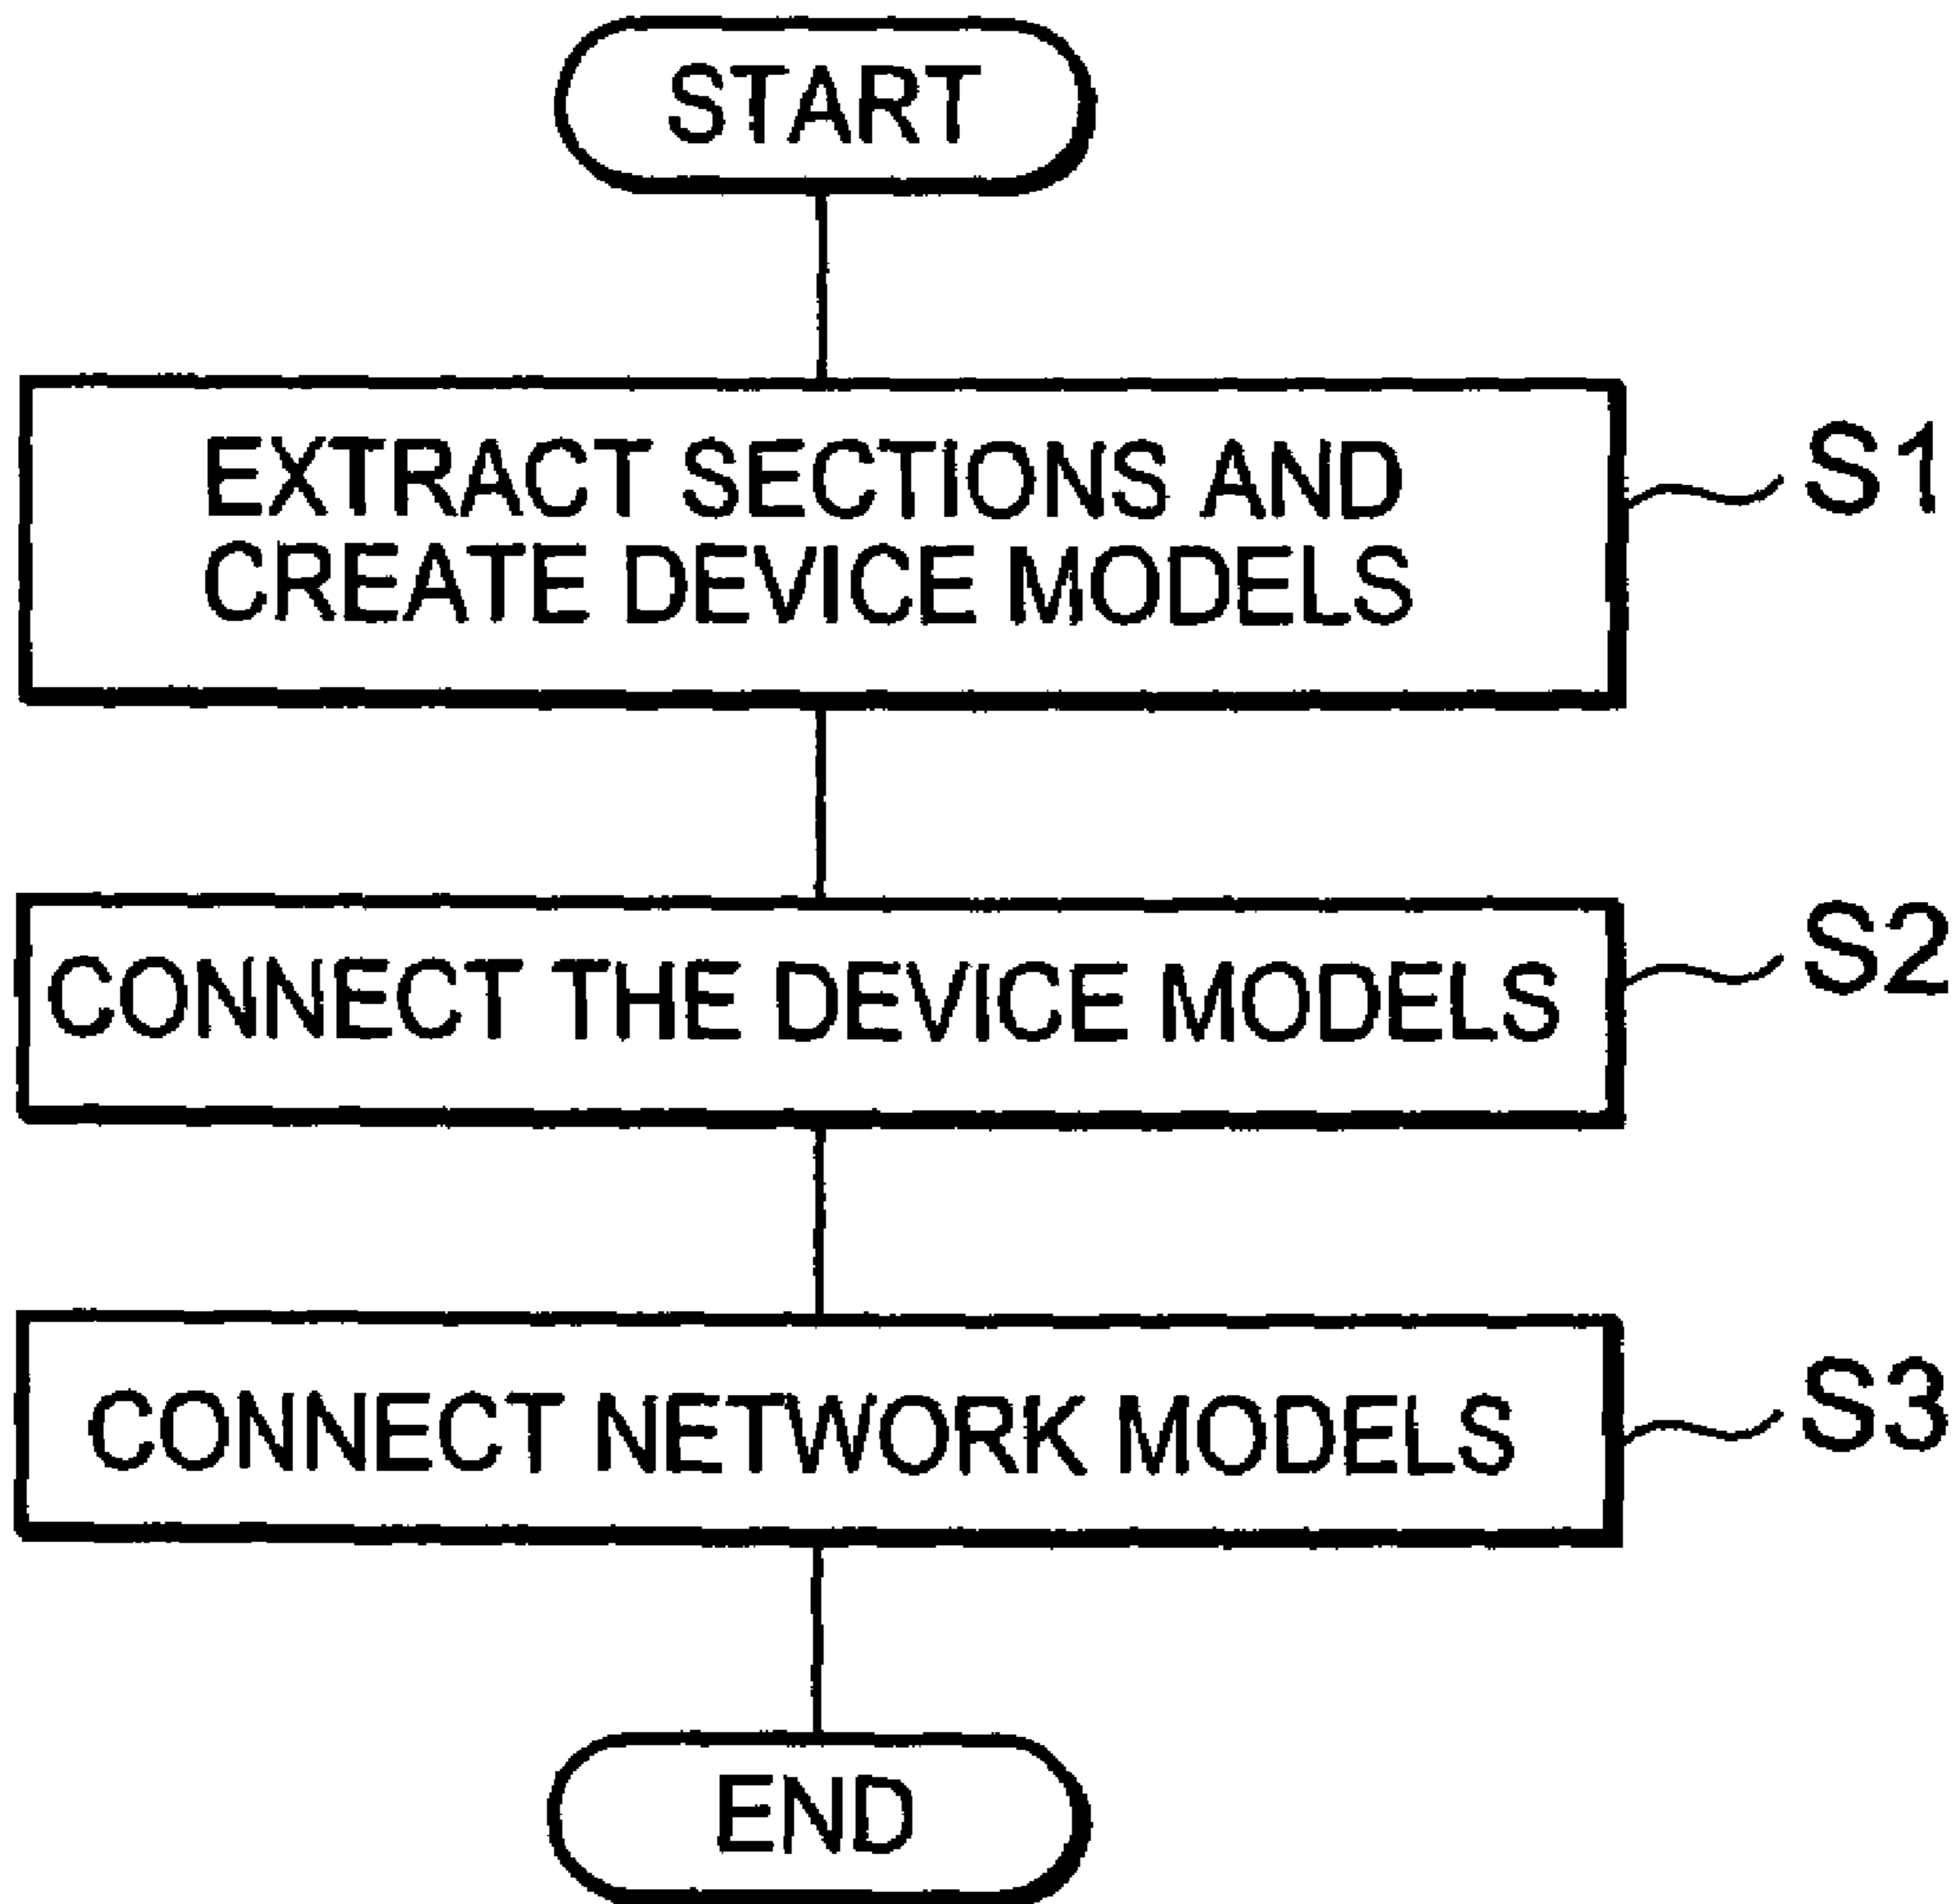 START
EXTRACT SECTIONS AND
CREATE DEVICE MODELS
S1
CONNECT THE DEVICE MODELS
S2
CONNECT NETWORK MODELS
S3
END